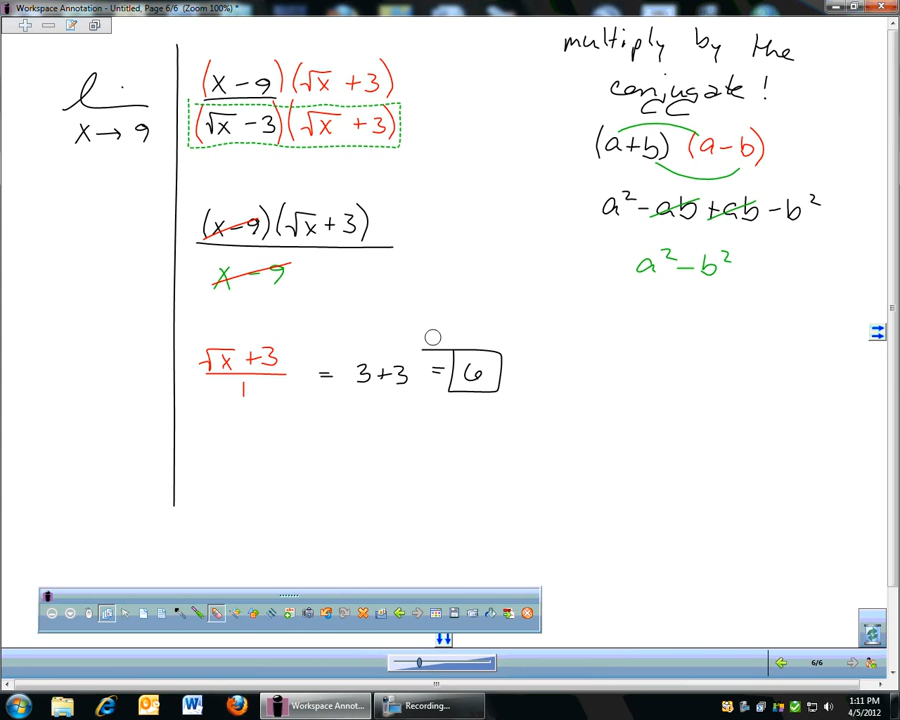 Workspace Annotation - Untitled, Page 6/6 (Zoom 100%) *
multiply by the
conjugate !
x → 9
(x - 9)(√x + 3)
(√x - 3)(√x + 3)
(a+b) (a-b)
a² - ab + ab - b²
a² - b²
(x-9)(√x + 3)
x - 9
√x + 3
1
= 3+3 = 6
6/6
Workspace Annot...
Recording...
1:11 PM
4/5/2012